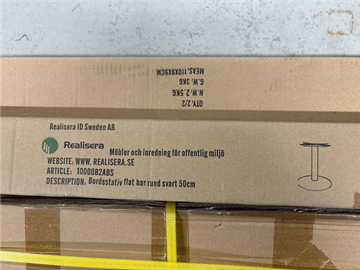 MEAS.110X9X9CM
G.W. 3KG
N.W. 2.5KG
QTY: 2/2
Realisera ID Sweden AB
Realisera
Möbler och inredning för offentlig miljö
WEBSITE: WWW. REALISERA.SE
ARTICLE: 1000082ABS
DESCRIPTION: Bordsstativ flat bar rund svart 50cm